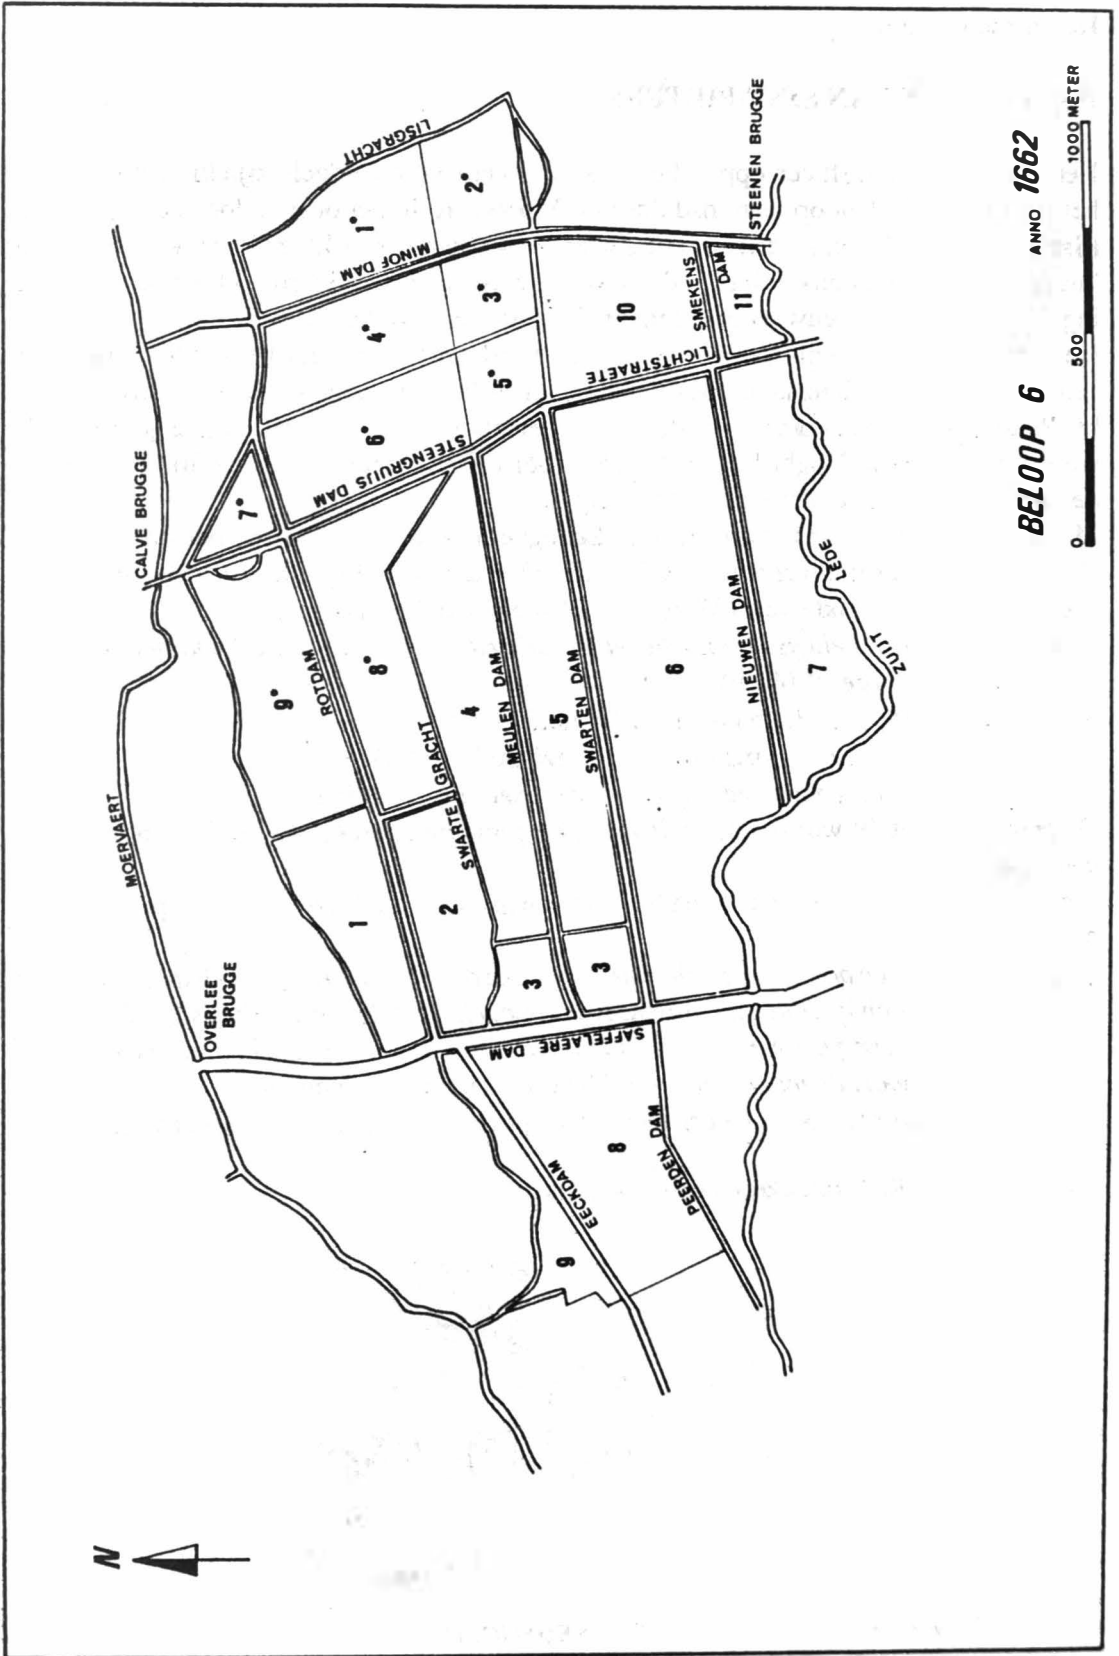 N
MOERVAERT
OVERLEE
BRUGGE
CALVE BRUGGE
LISGRACHT
MINOF DAM
STEENGRUIJS DAM
ROTDAM
SWARTE GRACHT
MEULEN DAM
SWARTEN DAM
NIEUWEN DAM
LICHTSTRAETE
SMEKENS
DAM
STEENEN BRUGGE
ZUIJT LEDE
SAFFELAERE DAM
EECKDAM
PEERDEN DAM
1°
2°
3°
4°
5°
6°
7°
8°
9°
1
2
3
3
4
5
6
7
8
9
10
11
BELOOP 6 ANNO 1662
0 500 1000 METER